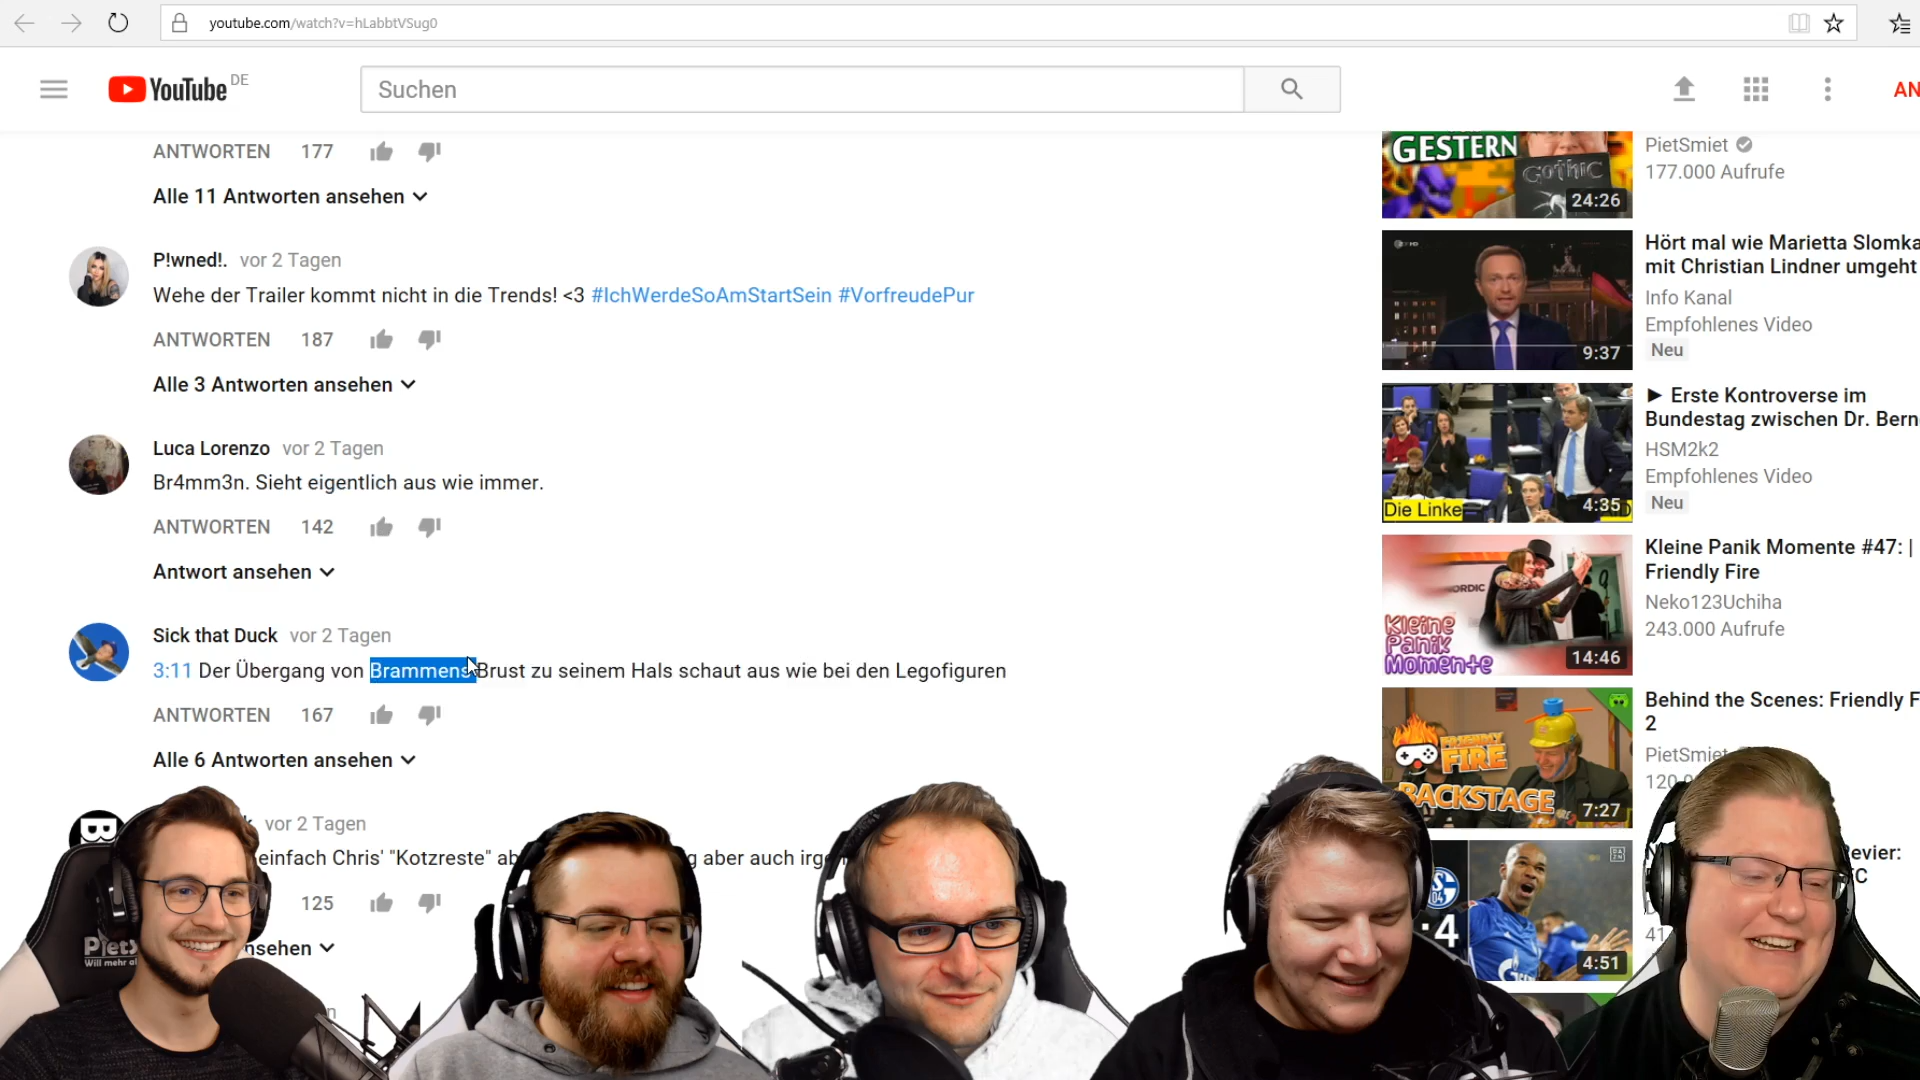 youtube.com/watch?v=hLabbtVSug0
YouTube DE
Suchen
AN
ANTWORTEN 177
Alle 11 Antworten ansehen
P!wned!. vor 2 Tagen
Wehe der Trailer kommt nicht in die Trends! <3 #IchWerdeSoAmStartSein #VorfreudePur
ANTWORTEN 187
Alle 3 Antworten ansehen
Luca Lorenzo vor 2 Tagen
Br4mm3n. Sieht eigentlich aus wie immer.
ANTWORTEN 142
Antwort ansehen
Sick that Duck vor 2 Tagen
3:11 Der Übergang von Brammens Brust zu seinem Hals schaut aus wie bei den Legofiguren
ANTWORTEN 167
Alle 6 Antworten ansehen
vor 2 Tagen
einfach Chris' "Kotzreste" ab
aber auch
125
GESTERN
GOTHIC
24:26
PietSmiet
177.000 Aufrufe
9:37
Hört mal wie Marietta Slomka
mit Christian Lindner umgeht
Info Kanal
Empfohlenes Video
Neu
Die Linke
4:35
► Erste Kontroverse im
Bundestag zwischen Dr. Bern
HSM2k2
Empfohlenes Video
Neu
NORDIC
Kleine
Panik
Momente
14:46
Kleine Panik Momente #47: |
Friendly Fire
Neko123Uchiha
243.000 Aufrufe
FRIENDLY
FIRE
BACKSTAGE
7:27
Behind the Scenes: Friendly F
2
PietSmiet
S04
:4
DAZN
4:51
Will mehr